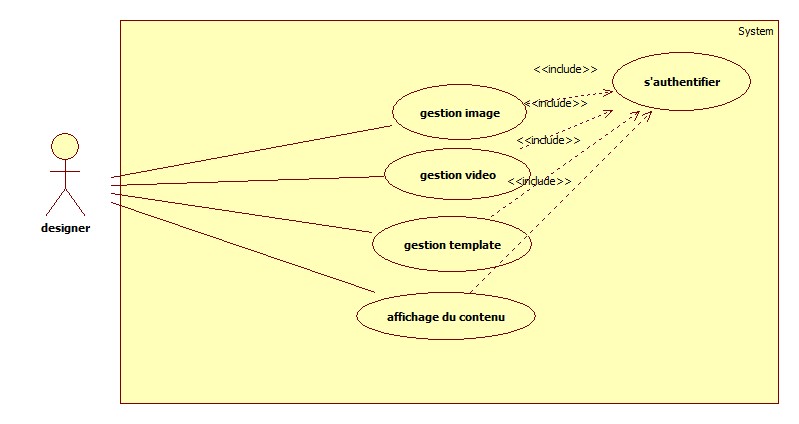 System
<<include>>
s'authentifier
<<include>>
gestion image
<<include>>
gestion video
<<include>>
designer
gestion template
affichage du contenu